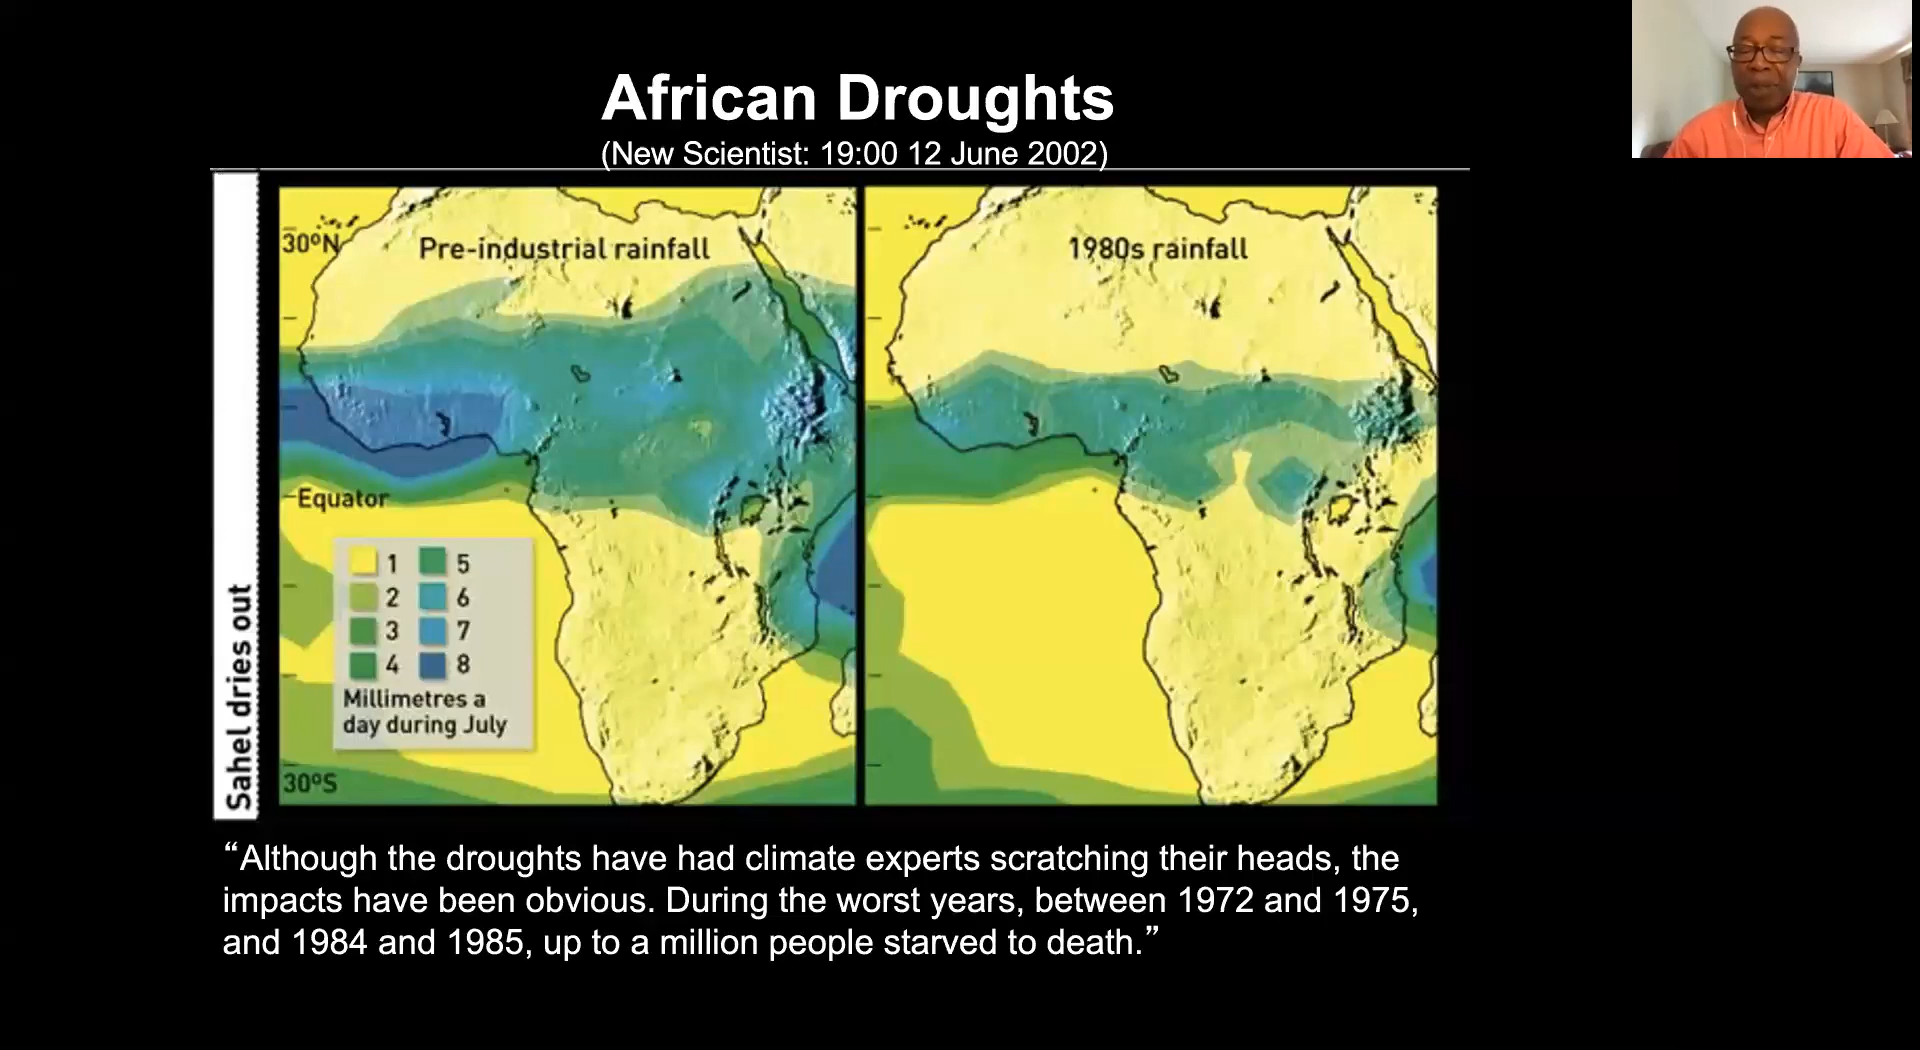 African Droughts
(New Scientist: 19:00 12 June 2002)
Sahel dries out
30ºN
Pre-industrial rainfall
Equator
1 5
2 6
3 7
4 8
Millimetres a
day during July
30ºS
1980s rainfall
“Although the droughts have had climate experts scratching their heads, the
impacts have been obvious. During the worst years, between 1972 and 1975,
and 1984 and 1985, up to a million people starved to death.”